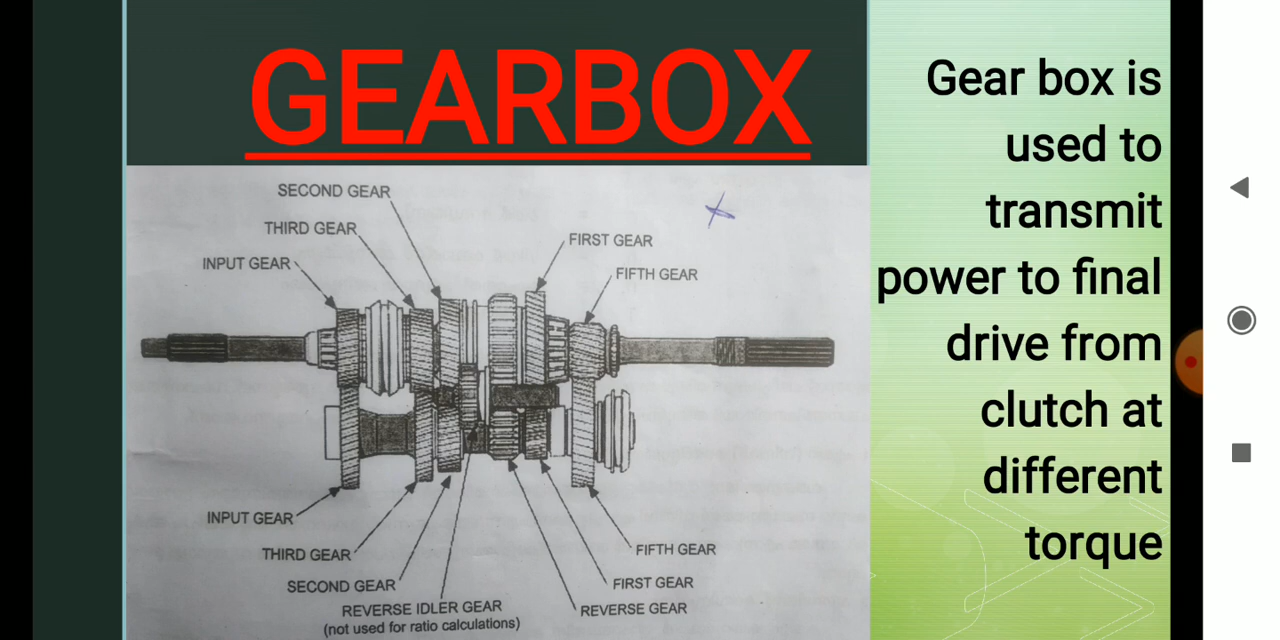 GEARBOX
SECOND GEAR
THIRD GEAR
INPUT GEAR
FIRST GEAR
FIFTH GEAR
INPUT GEAR
THIRD GEAR
SECOND GEAR
REVERSE IDLER GEAR
(not used for ratio calculations)
FIFTH GEAR
FIRST GEAR
REVERSE GEAR
Gear box is
used to
transmit
power to final
drive from
clutch at
different
torque